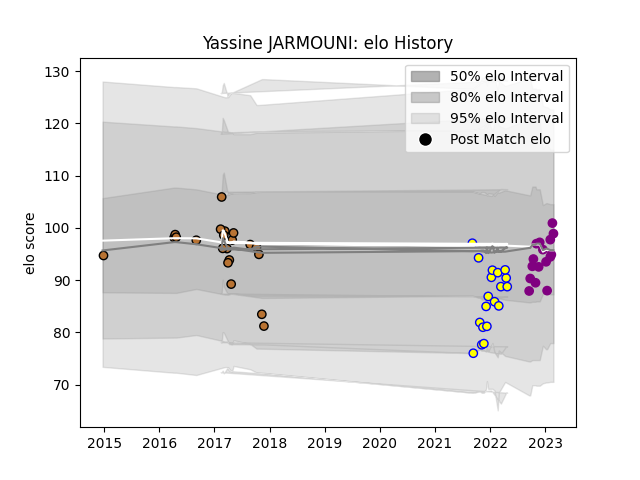 Yassine JARMOUNI: elo History
50% elo Interval
80% elo Interval
95% elo Interval
Post Match elo
elo score
130
120
110
100
90
80
70
2015 2016 2017 2018 2019 2020 2021 2022 2023